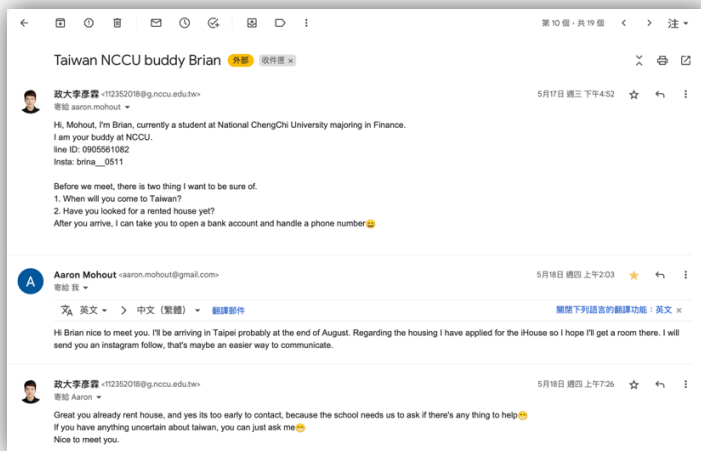 第 10 個，共 19 個
注
Taiwan NCCU buddy Brian 外部 收件匣 ×
政大李彥霖 <112352018@g.nccu.edu.tw>
5月17日 週三 下午4:52
寄給 aaron.mohout
Hi, Mohout, I'm Brian, currently a student at National ChengChi University majoring in Finance.
I am your buddy at NCCU.
line ID: 0905561082
Insta: brina__0511
Before we meet, there is two thing I want to be sure of.
1. When will you come to Taiwan?
2. Have you looked for a rented house yet?
After you arrive, I can take you to open a bank account and handle a phone number😄
A
Aaron Mohout <aaron.mohout@gmail.com>
5月18日 週四 上午2:03
寄給 我
英文 > 中文（繁體） 翻譯郵件
關閉下列語言的翻譯功能：英文 ×
Hi Brian nice to meet you. I'll be arriving in Taipei probably at the end of August. Regarding the housing I have applied for the iHouse so I hope I'll get a room there. I will
send you an instagram follow, that's maybe an easier way to communicate.
政大李彥霖 <112352018@g.nccu.edu.tw>
5月18日 週四 上午7:26
寄給 Aaron
Great you already rent house, and yes its too early to contact, because the school needs us to ask if there's any thing to help😁
If you have anything uncertain about taiwan, you can just ask me😁
Nice to meet you.